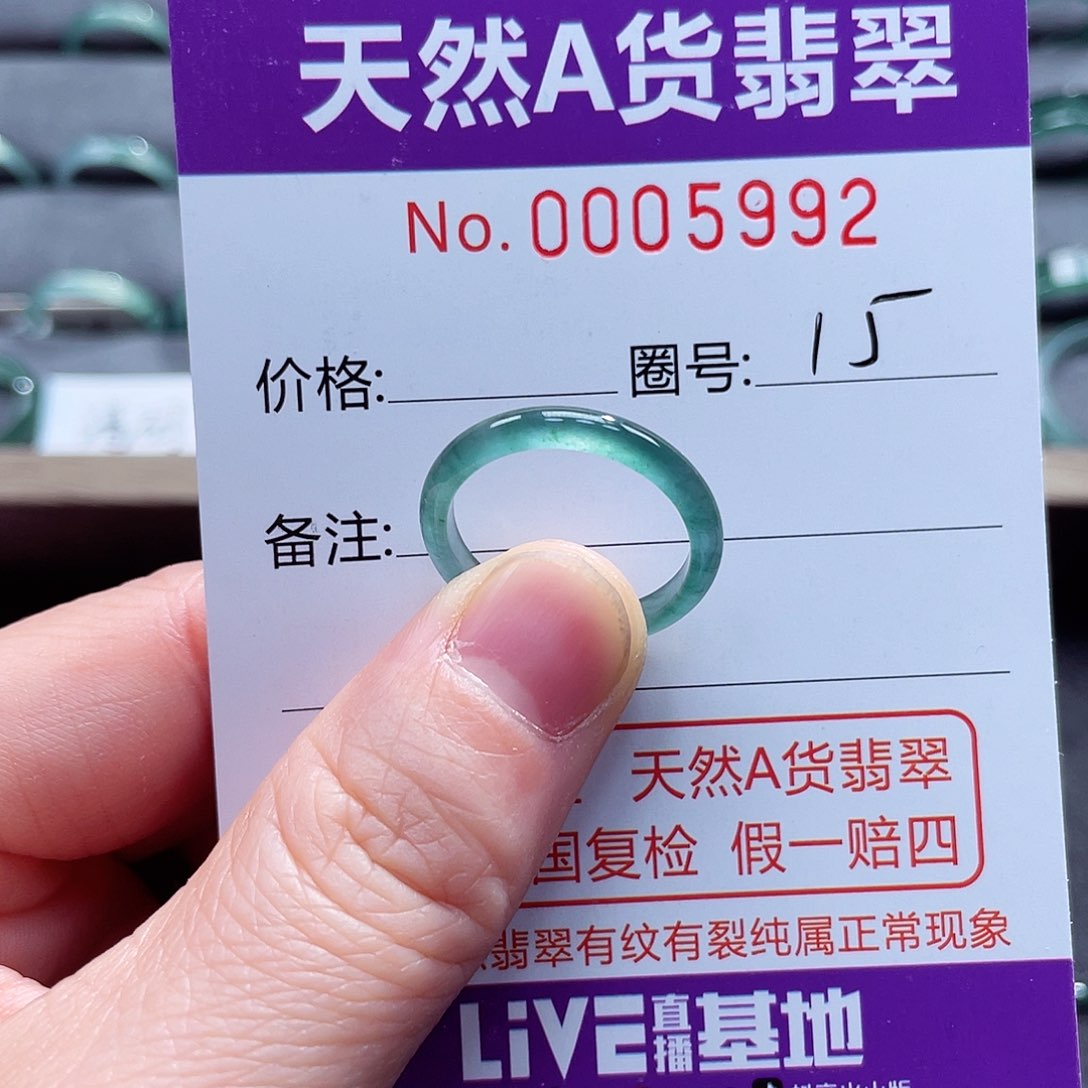 天然A货翡翠
No. 0005992
价格: 圈号: 15
备注:
天然A货翡翠
国复检 假一赔四
翡翠有纹有裂纯属正常现象
LiVE直播基地